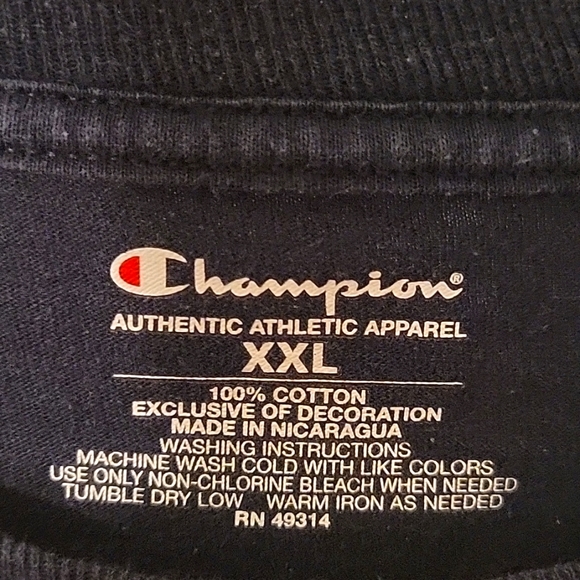 Champion®
AUTHENTIC ATHLETIC APPAREL
XXL
100% COTTON
EXCLUSIVE OF DECORATION
MADE IN NICARAGUA
WASHING INSTRUCTIONS
MACHINE WASH COLD WITH LIKE COLORS
USE ONLY NON-CHLORINE BLEACH WHEN NEEDED
TUMBLE DRY LOW WARM IRON AS NEEDED
RN 49314